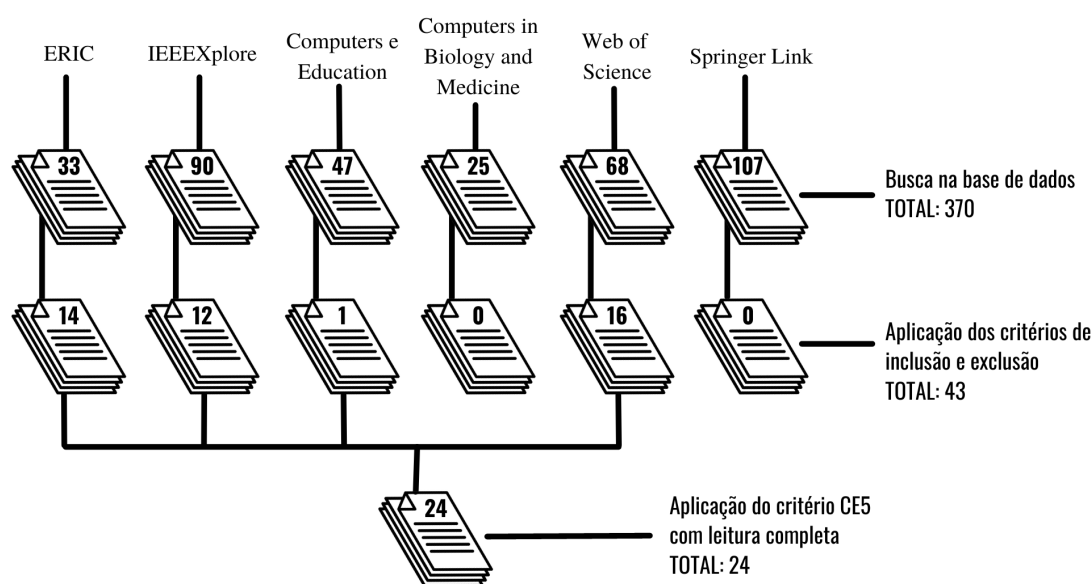 ERIC
IEEEXplore
Computers e
Education
Computers in
Biology and
Medicine
Web of
Science
Springer Link
33
90
47
25
68
107
Busca na base de dados
TOTAL: 370
14
12
1
0
16
0
Aplicação dos critérios de
inclusão e exclusão
TOTAL: 43
24
Aplicação do critério CE5
com leitura completa
TOTAL: 24